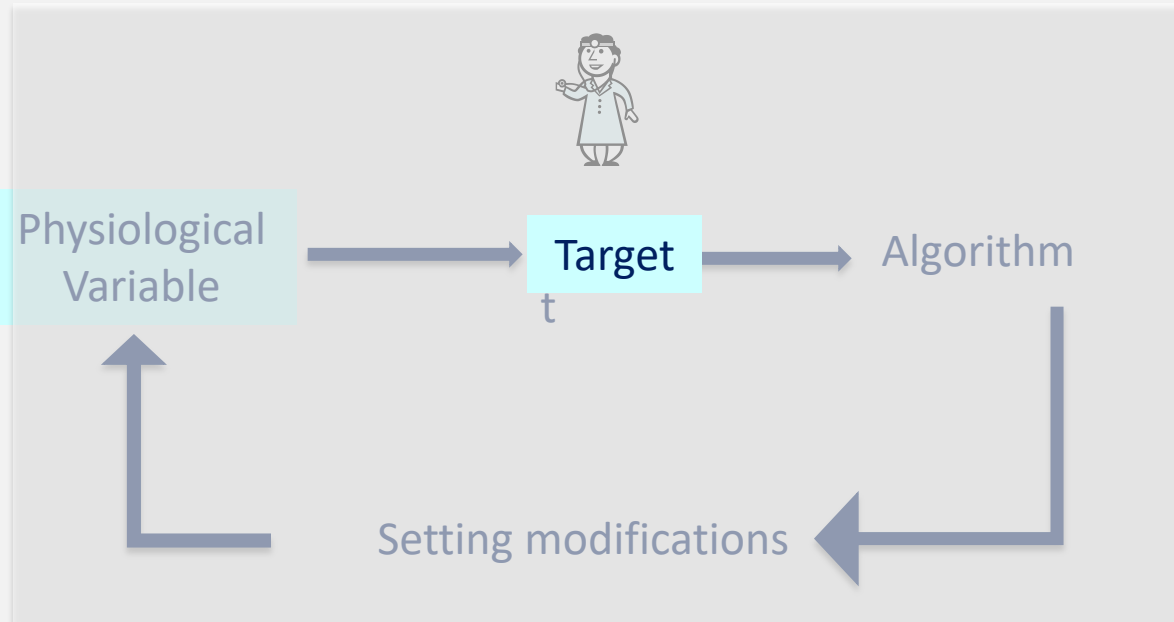 Physiological
Variable
Target
t
Algorithm
Setting modifications